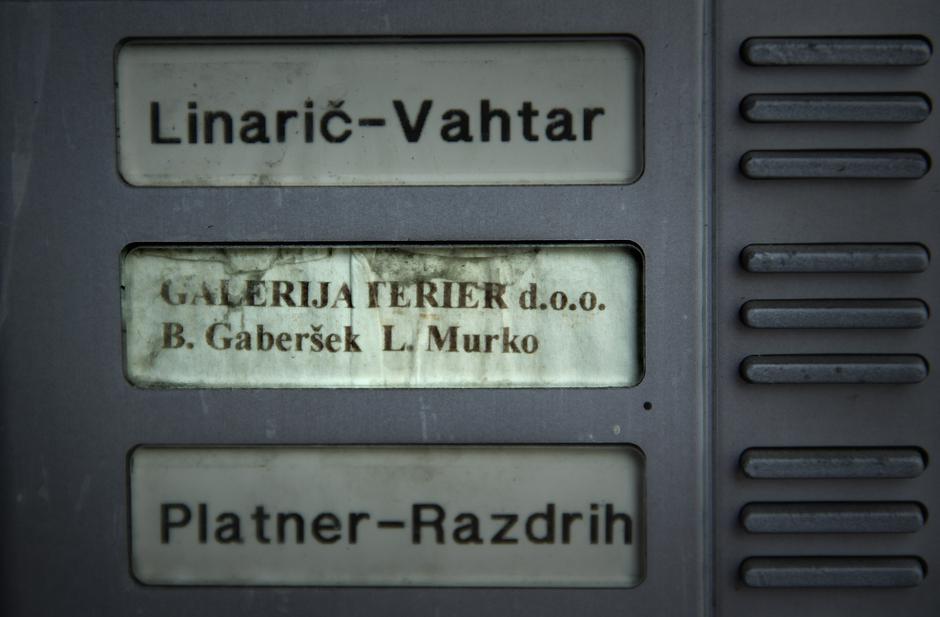 Linarič-Vahtar
GALERIJA TERIER d.o.o.
B. Gaberšek L. Murko
Platner-Razdrih